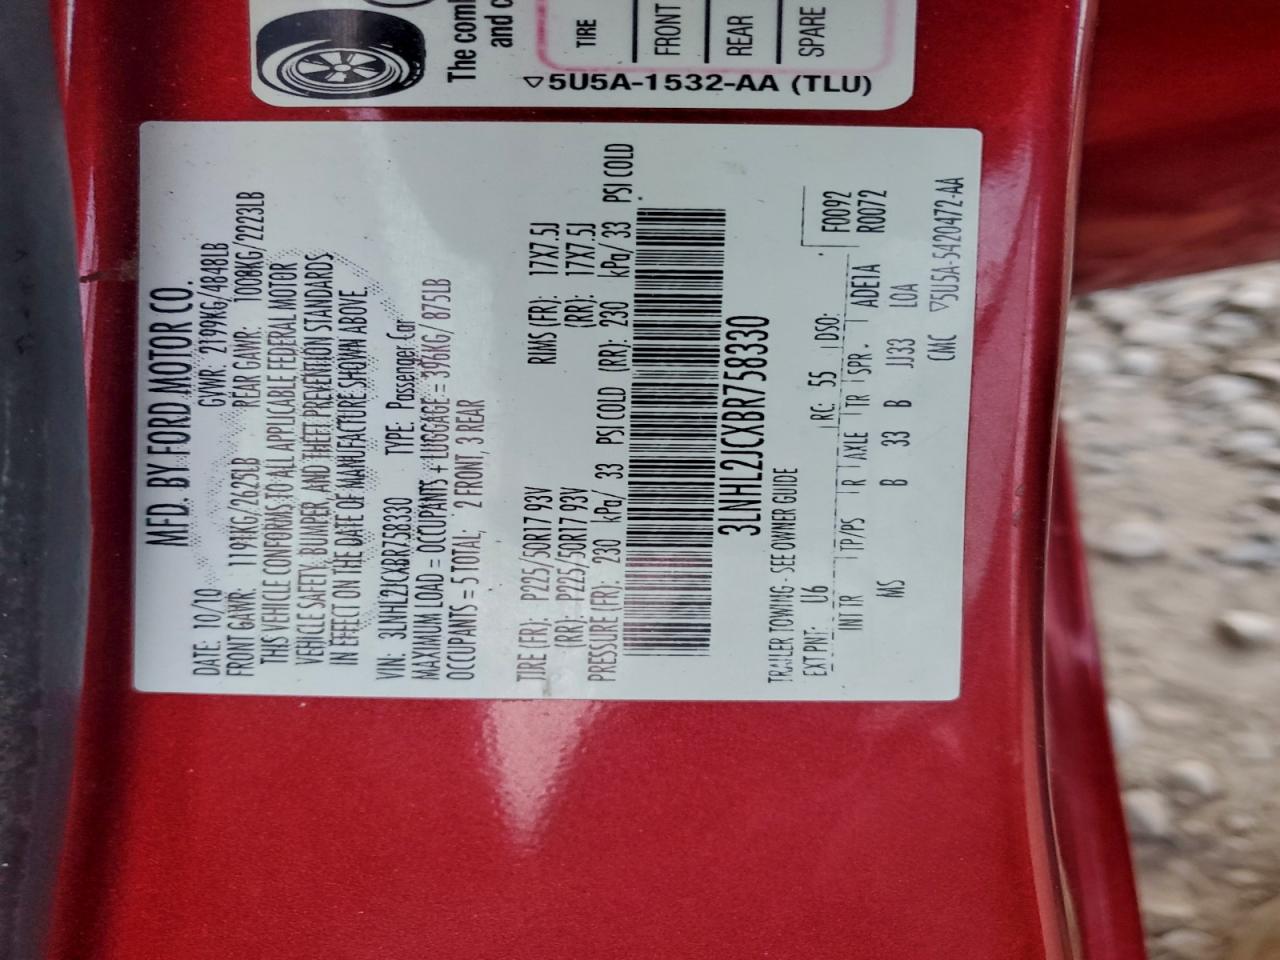 The com
and c
TIRE
FRONT
REAR
SPARE
▽5U5A-1532-AA (TLU)
MFD. BY FORD MOTOR CO.
DATE: 10/10 GVWR: 2199KG/4848LB
FRONT GAWR: 1191KG/2625LB REAR GAWR: 1008KG/2223LB
THIS VEHICLE CONFORMS TO ALL APPLICABLE FEDERAL MOTOR
VEHICLE SAFETY, BUMPER, AND THEFT PREVENTION STANDARDS
IN EFFECT ON THE DATE OF MANUFACTURE SHOWN ABOVE.
VIN: 3LNHL2JCXBR758330 TYPE: Passenger Car
MAXIMUM LOAD = OCCUPANTS + LUGGAGE = 396KG/ 875LB
OCCUPANTS = 5 TOTAL; 2 FRONT, 3 REAR
TIRE (FR): P225/50R17 93V RIMS (FR): 17X7.5J
(RR): P225/50R17 93V (RR): 17X7.5J
PRESSURE (FR): 230 kPa/ 33 PSI COLD (RR): 230 kPa/ 33 PSI COLD
3LNHL2JCXBR758330
TRAILER TOWING - SEE OWNER GUIDE F0092
EXT PNT: U6 RC: 55 DSO: R0072
INT TR TP/PS R AXLE TR SPR. ADETA
MS B 33 B JJ33 LOA
CMC ▽5U5A-5420472-AA